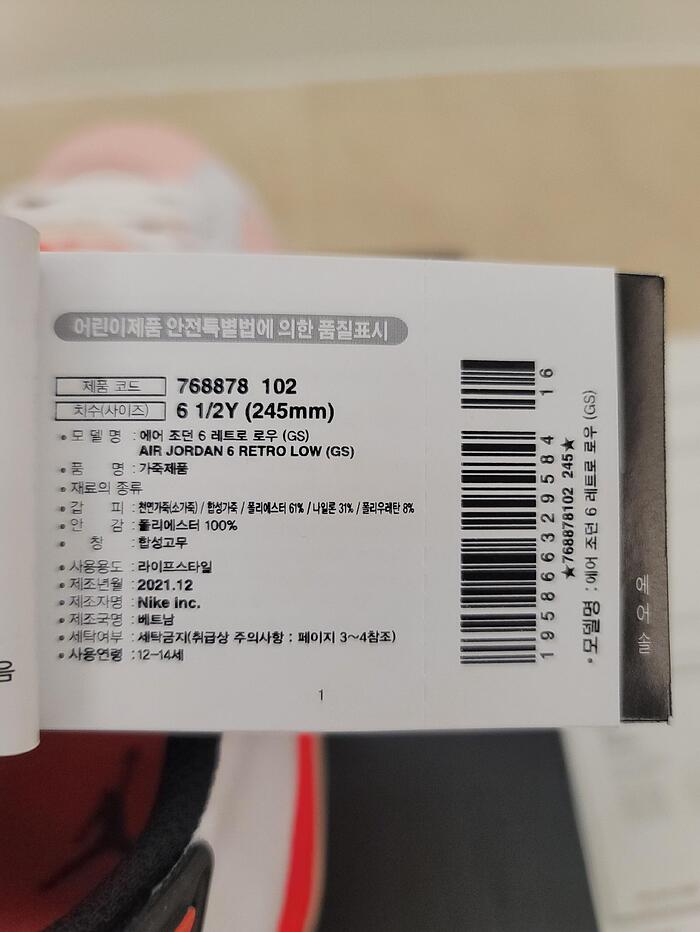 어린이제품 안전특별법에 의한 품질표시
제품 코드 768878 102
치수(사이즈) 6 1/2Y (245mm)
• 모 델 명 : 에어 조던 6 레트로 로우 (GS)
AIR JORDAN 6 RETRO LOW (GS)
• 품 명 : 가죽제품
• 재료의 종류
• 갑 피 : 천연가죽(소가죽) / 합성가죽 / 폴리에스터 61% / 나일론 31% / 폴리우레탄 8%
• 안 감 : 폴리에스터 100%
• 창 : 합성고무
• 사용용도 : 라이프스타일
• 제조년월 : 2021.12
• 제조자명 : Nike Inc.
• 제조국명 : 베트남
• 세탁여부 : 세탁금지(취급상 주의사항 : 페이지 3~4참조)
• 사용연령 : 12-14세
1
195866329584
16
★768878102 245★
• 모델명 : 에어 조던 6 레트로 로우 (GS)
에어솔
음